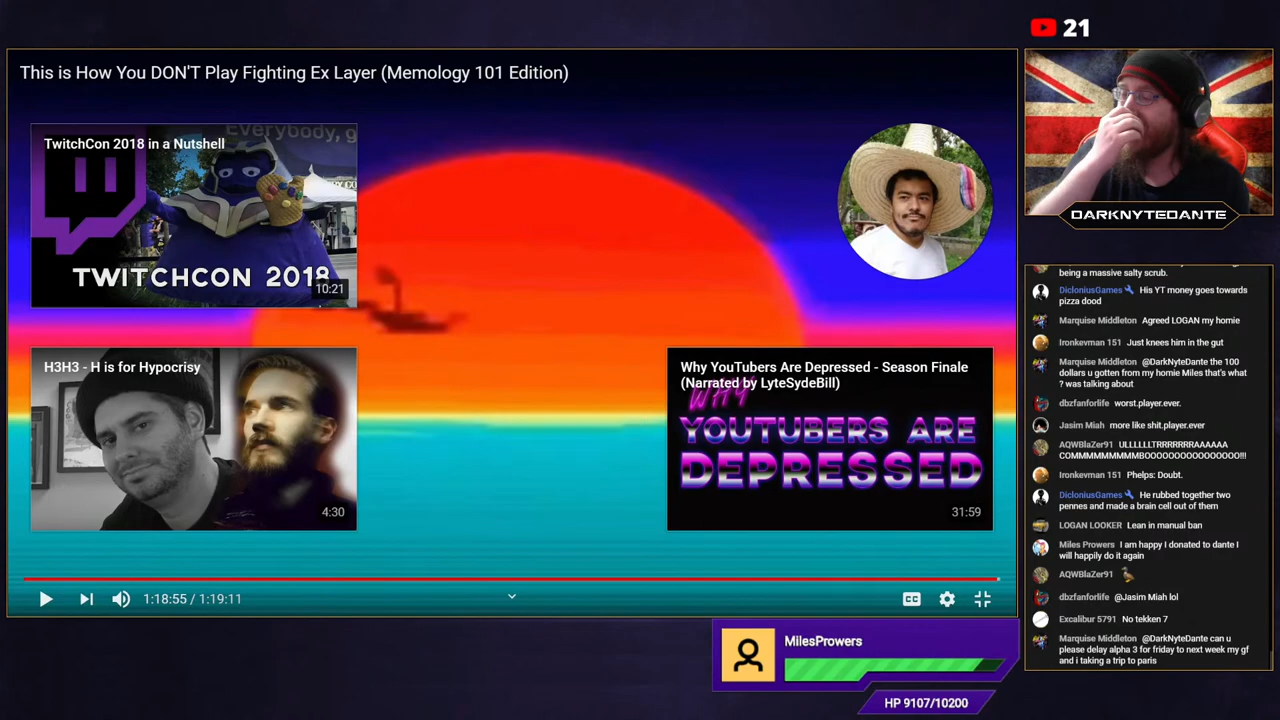 21
This is How You DON'T Play Fighting Ex Layer (Memology 101 Edition)
Everybody, g
TwitchCon 2018 in a Nutshell
TWITCHCON 2018
10:21
H3H3 - H is for Hypocrisy
4:30
Why YouTubers Are Depressed - Season Finale
(Narrated by LyteSydeBill)
WHY
YOUTUBERS ARE
DEPRESSED
31:59
1:18:55 / 1:19:11
CC
DARKNYTEDANTE
being a massive salty scrub.
DicloniusGames His YT money goes towards
pizza dood
Marquise Middleton Agreed LOGAN my homie
Ironkevman 151 Just knees him in the gut
Marquise Middleton @DarkNyteDante the 100
dollars u gotten from my homie Miles that's what
? was talking about
dbzfanforlife worst.player.ever.
Jasim Miah more like shit.player.ever
AQWBlaZer91 ULLLLLLTRRRRRRRAAAAAA
COMMMMMMMMMBOOOOOOOOOOOOOOO!!!
Ironkevman 151 Phelps: Doubt.
DicloniusGames He rubbed together two
pennes and made a brain cell out of them
LOGAN LOOKER Lean in manual ban
Miles Prowers I am happy I donated to dante I
will happily do it again
AQWBlaZer91
dbzfanforlife @Jasim Miah lol
Excalibur 5791 No tekken 7
Marquise Middleton @DarkNyteDante can u
please delay alpha 3 for friday to next week my gf
and i taking a trip to paris
MilesProwers
HP 9107/10200